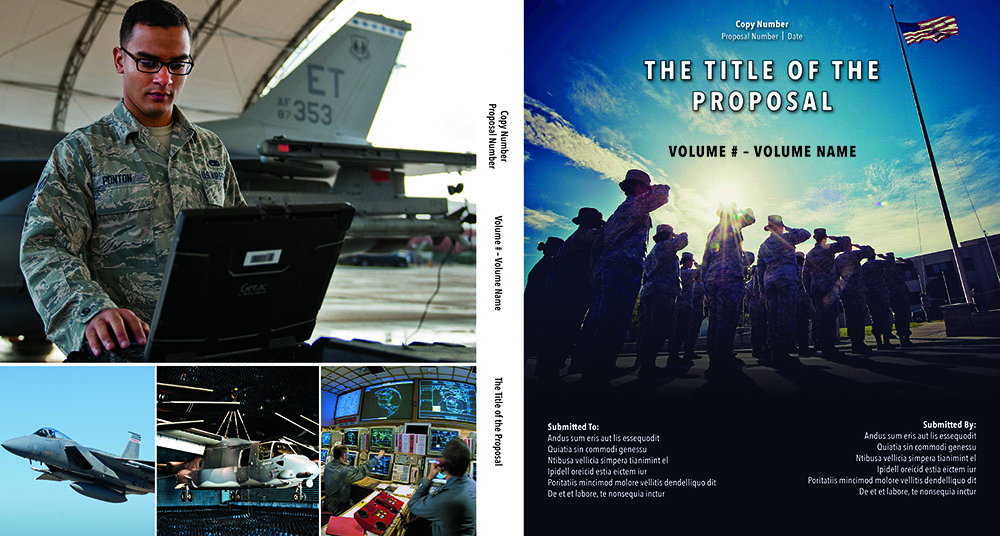 ET
AF
87 353
PONTON
U.S. AIR F
Getac
Copy Number
Proposal Number
Volume # – Volume Name
The Title of the Proposal
Copy Number
Proposal Number | Date
THE TITLE OF THE
PROPOSAL
VOLUME # – VOLUME NAME
Submitted To:
Andus sum eris aut lis essequodit
Quiatia sin commodi genessu
Ntibusa vellicia simpera tianimint el
Ipidell oreicid estia eictem iur
Poritatiis mincimod molore vellitis dendelliquo dit
De et et labore, te nonsequia inctur
Submitted By:
Andus sum eris aut lis essequodit
Quiatia sin commodi genessu
Ntibusa vellicia simpera tianimint el
Ipidell oreicid estia eictem iur
Poritatiis mincimod molore vellitis dendelliquo dit
De et et labore, te nonsequia inctur